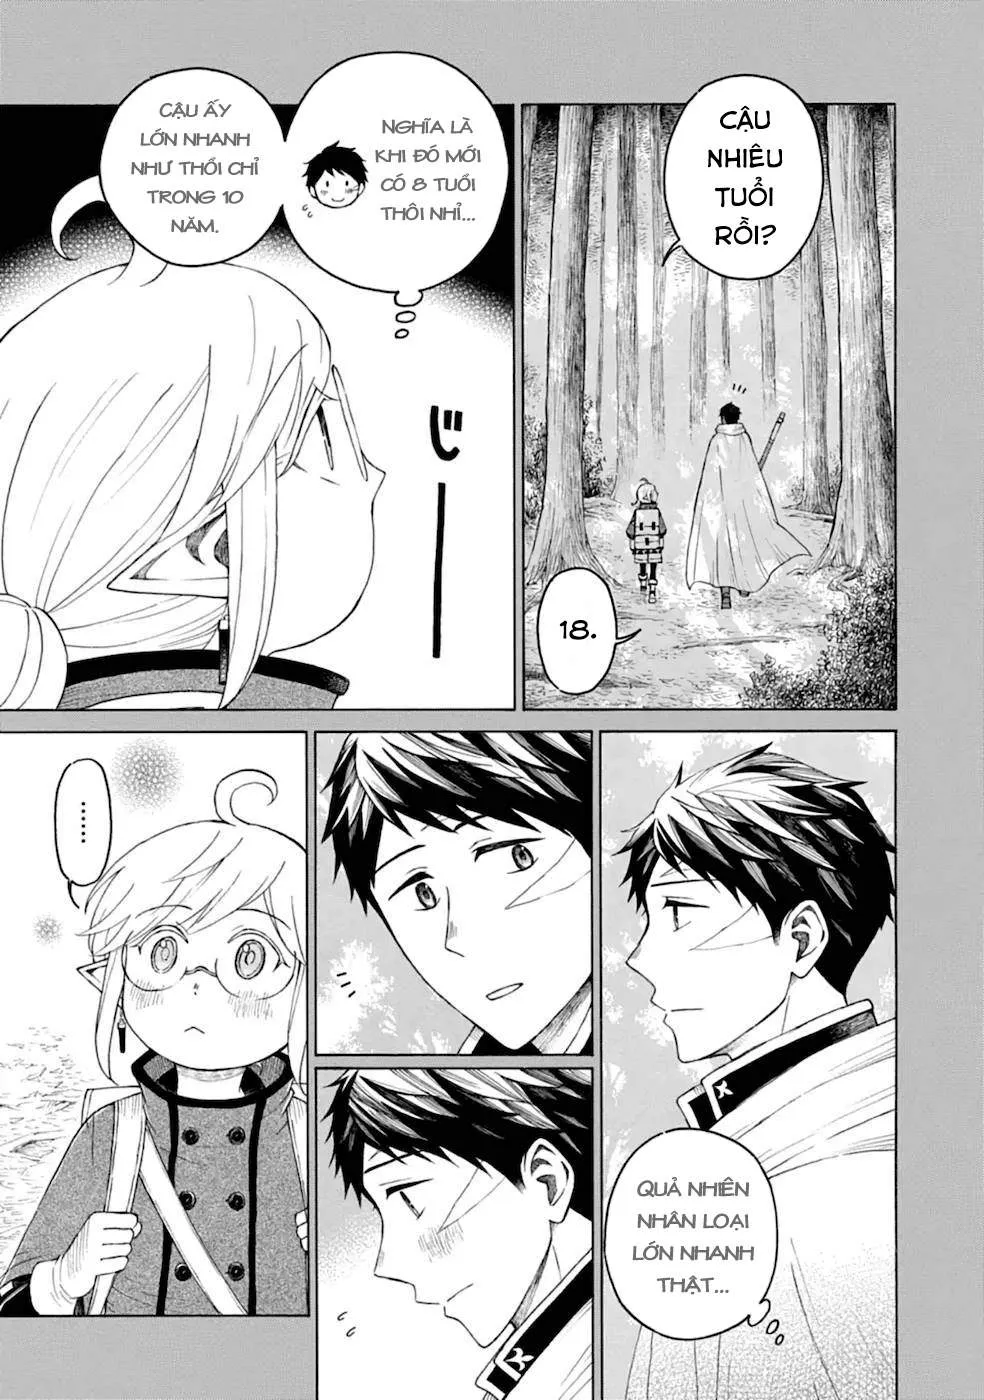 CẬU
NHIÊU
TUỔI
RỒI?
18.
NGHĨA LÀ
KHI ĐÓ MỚI
CÓ 8 TUỔI
THÔI NHỈ...
CẬU ẤY
LỚN NHANH
NHƯ THỔI CHỈ
TRONG 10
NĂM.
じー
QUẢ NHIÊN
NHÂN LOẠI
LỚN NHANH
THẬT...
......